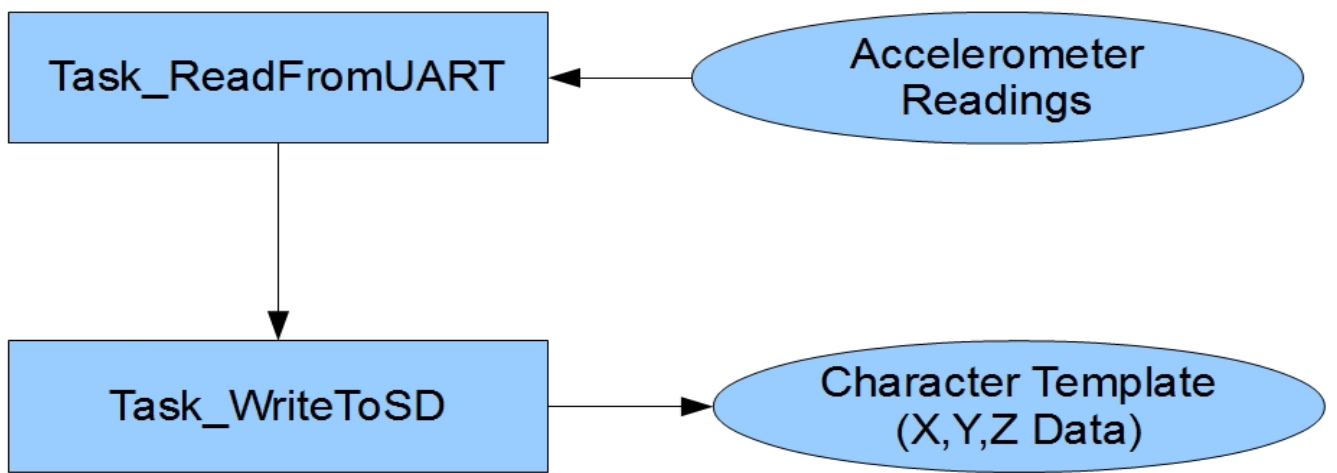 Task_ReadFromUART
Accelerometer
Readings
Task_WriteToSD
Character Template
(X,Y,Z Data)